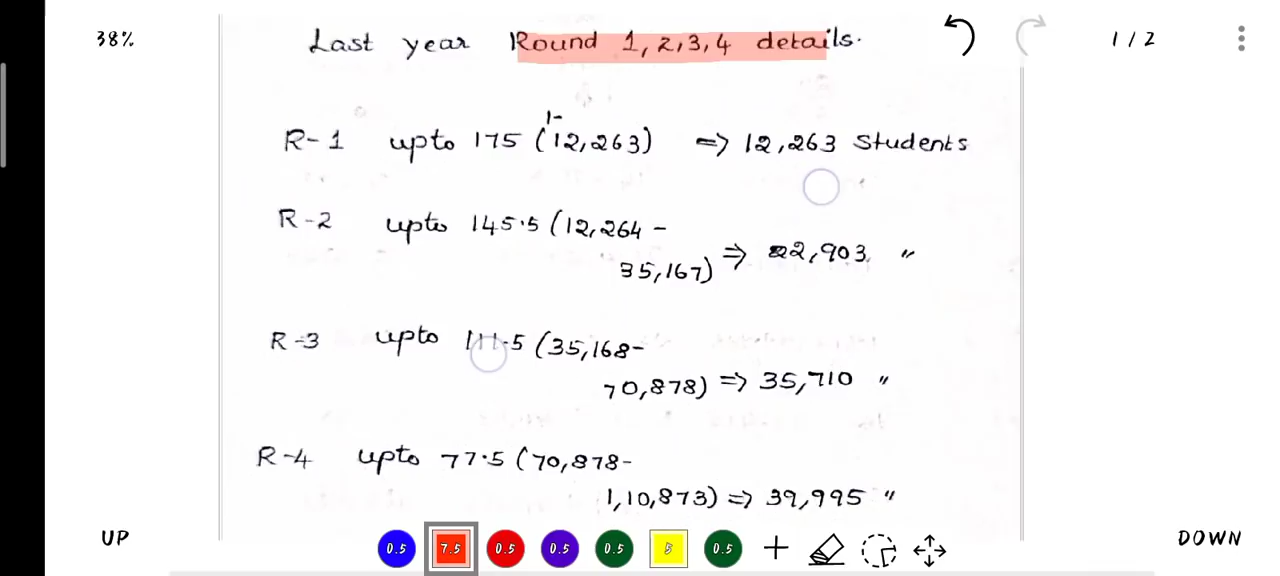 38%
Last year Round 1,2,3,4 details.
1/2
R-1 upto 175 (1-12,263) => 12,263 Students
R-2 upto 145.5 (12,264-
35,167) => 22,903 "
R-3 upto 111.5 (35,168-
70,878) => 35,710 "
R-4 upto 77.5 (70,878-
1,10,873) => 39,995 "
UP
0.5 7.5 0.5 0.5 0.5 5 0.5
DOWN